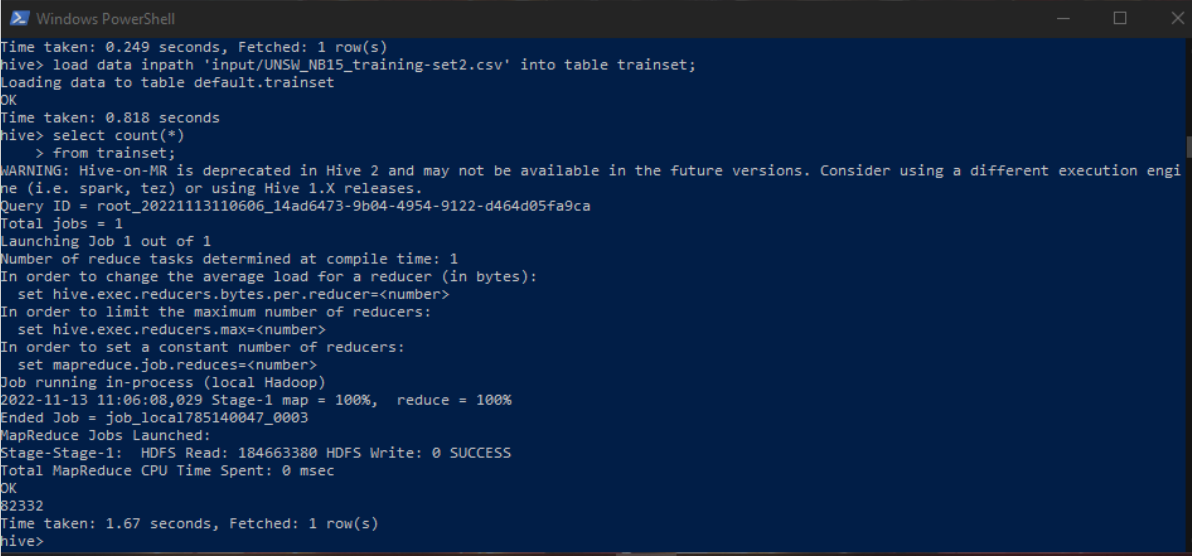 Windows PowerShell
Time taken: 0.249 seconds, Fetched: 1 row(s)
hive> load data inpath 'input/UNSW_NB15_training-set2.csv' into table trainset;
Loading data to table default.trainset
OK
Time taken: 0.818 seconds
hive> select count(*)
    > from trainset;
WARNING: Hive-on-MR is deprecated in Hive 2 and may not be available in the future versions. Consider using a different execution engi
ne (i.e. spark, tez) or using Hive 1.X releases.
Query ID = root_20221113110606_14ad6473-9b04-4954-9122-d464d05fa9ca
Total jobs = 1
Launching Job 1 out of 1
Number of reduce tasks determined at compile time: 1
In order to change the average load for a reducer (in bytes):
  set hive.exec.reducers.bytes.per.reducer=<number>
In order to limit the maximum number of reducers:
  set hive.exec.reducers.max=<number>
In order to set a constant number of reducers:
  set mapreduce.job.reduces=<number>
Job running in-process (local Hadoop)
2022-11-13 11:06:08,029 Stage-1 map = 100%,  reduce = 100%
Ended Job = job_local785140047_0003
MapReduce Jobs Launched:
Stage-Stage-1:  HDFS Read: 184663380 HDFS Write: 0 SUCCESS
Total MapReduce CPU Time Spent: 0 msec
OK
82332
Time taken: 1.67 seconds, Fetched: 1 row(s)
hive>